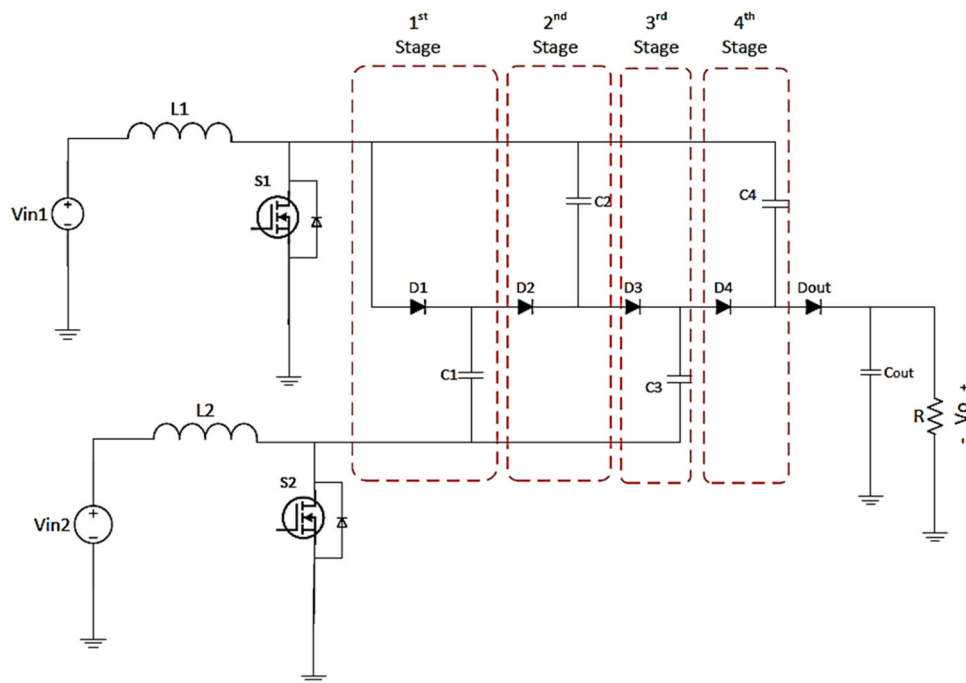 1st Stage
2nd Stage
3rd Stage
4th Stage
L1
S1
Vin1
+
-
C2
C4
D1
D2
D3
D4
Dout
C1
C3
Cout
R
- Vo +
L2
S2
Vin2
+
-